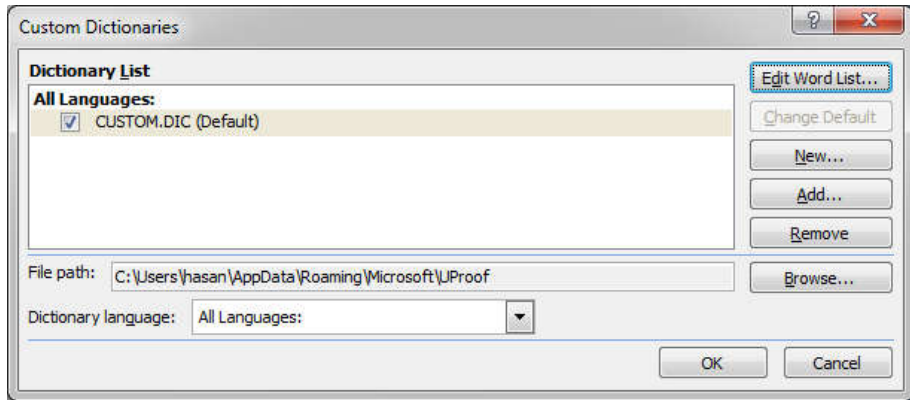 Custom Dictionaries
Dictionary List
All Languages:
CUSTOM.DIC (Default)
Edit Word List...
Change Default
New...
Add...
Remove
File path: C:\Users\hasan\AppData\Roaming\Microsoft\UProof Browse...
Dictionary language: All Languages:
OK Cancel